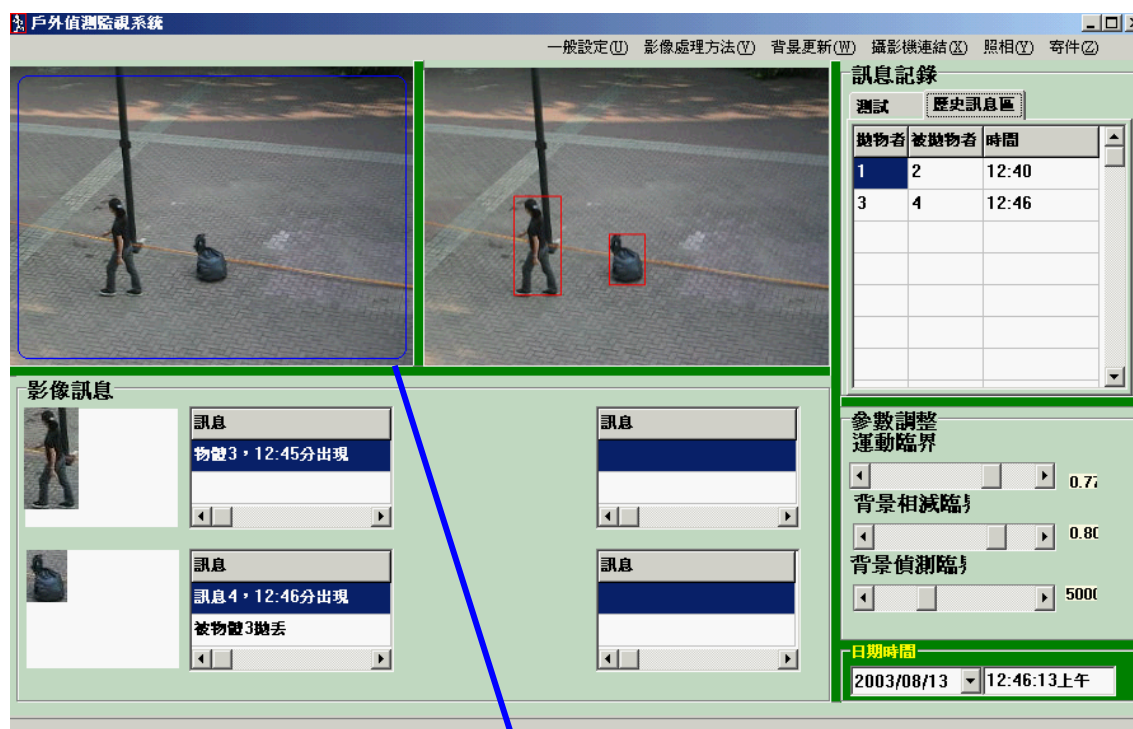 戶外偵測監視系統
一般設定(U) 影像處理方法(V) 背景更新(W) 攝影機連結(X) 照相(Y) 寄件(Z)
訊息記錄
測試 歷史訊息區
拋物者 被拋物者 時間
1 2 12:40
3 4 12:46
影像訊息
訊息
物體3，12:45分出現
訊息
訊息
訊息4，12:46分出現
被物體3拋丟
訊息
參數調整
運動臨界
0.77
背景相減臨界
0.80
背景偵測臨界
5000
日期時間
2003/08/13 12:46:13上午